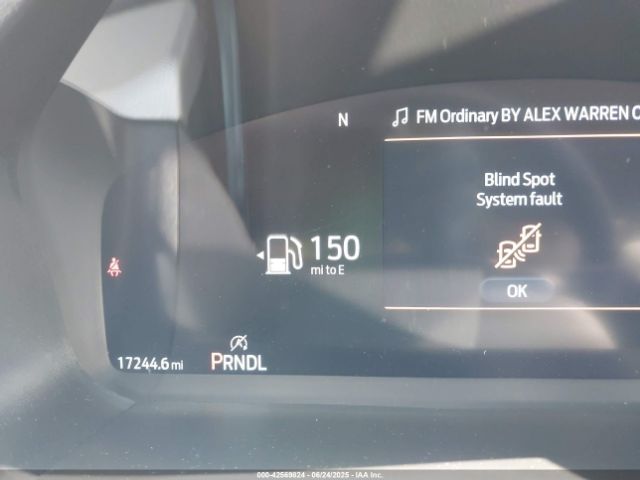 N
FM Ordinary BY ALEX WARREN O
Blind Spot
System fault
150
mi to E
OK
17244.6 mi
PRNDL
000-42569824 - 06/24/2025 - IAA Inc.